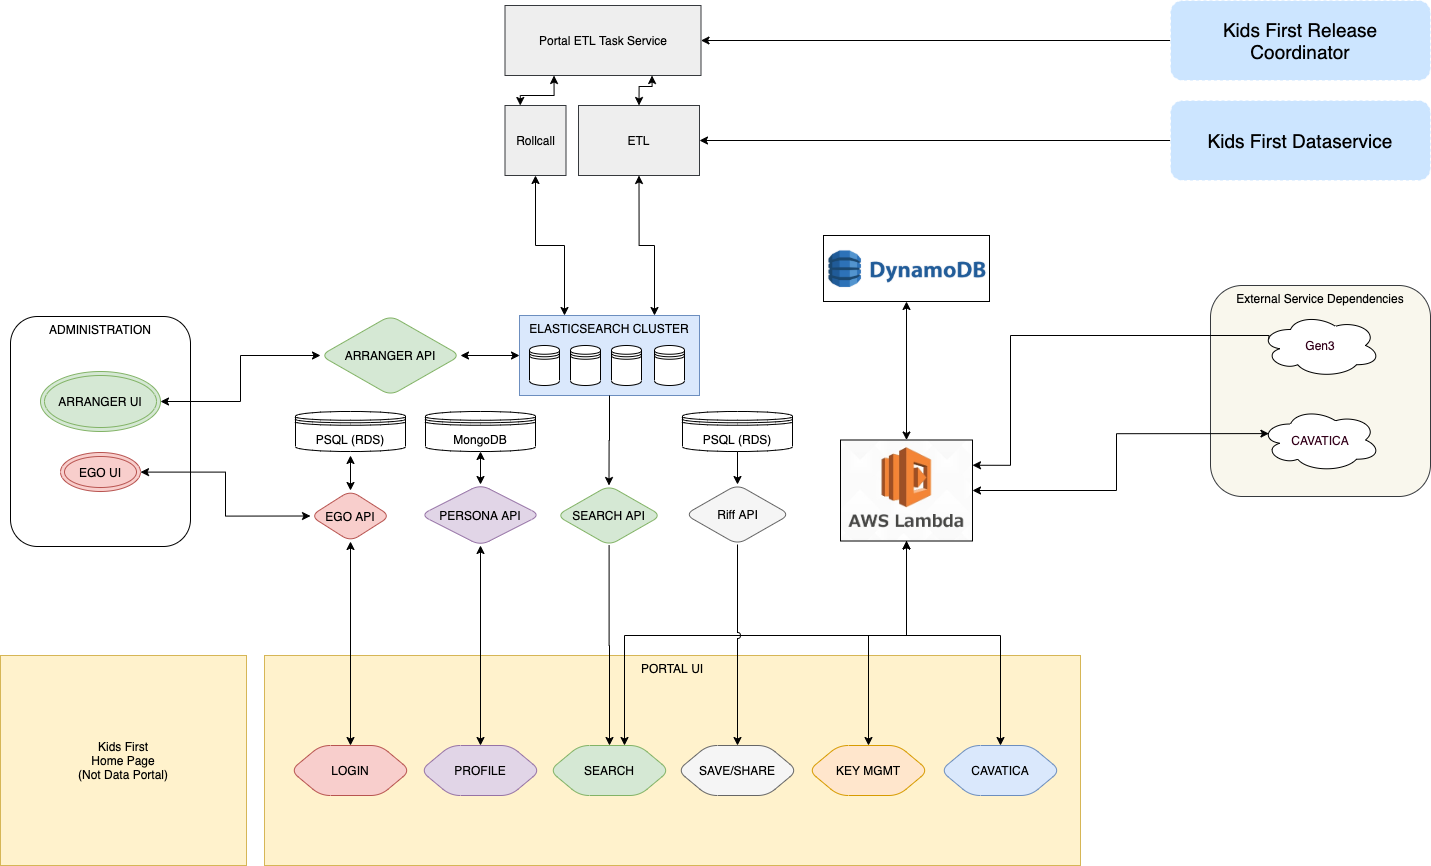 Portal ETL Task Service
Kids First Release
Coordinator
Rollcall
ETL
Kids First Dataservice
DynamoDB
External Service Dependencies
Gen3
CAVATICA
ADMINISTRATION
ARRANGER UI
EGO UI
ARRANGER API
ELASTICSEARCH CLUSTER
PSQL (RDS)
MongoDB
PSQL (RDS)
EGO API
PERSONA API
SEARCH API
Riff API
AWS Lambda
PORTAL UI
Kids First
Home Page
(Not Data Portal)
LOGIN
PROFILE
SEARCH
SAVE/SHARE
KEY MGMT
CAVATICA